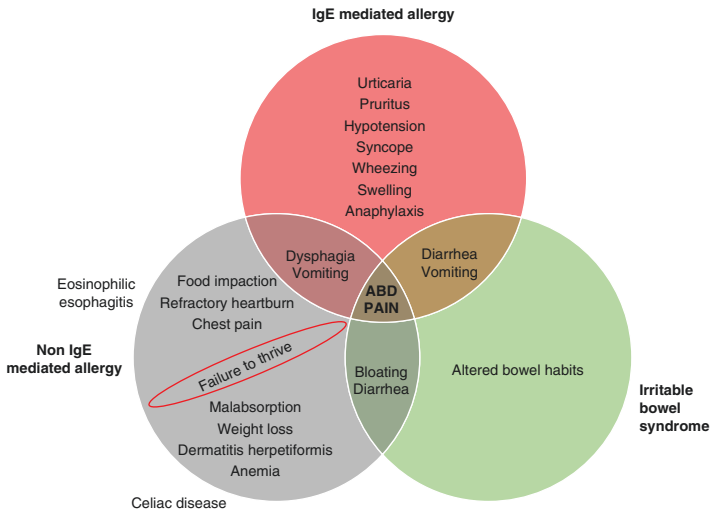 IgE mediated allergy
Urticaria
Pruritus
Hypotension
Syncope
Wheezing
Swelling
Anaphylaxis
Dysphagia
Vomiting
Diarrhea
Vomiting
ABD
PAIN
Eosinophilic
esophagitis
Food impaction
Refractory heartburn
Chest pain
Non IgE
mediated allergy
Failure to thrive
Bloating
Diarrhea
Altered bowel habits
Irritable
bowel
syndrome
Malabsorption
Weight loss
Dermatitis herpetiformis
Anemia
Celiac disease